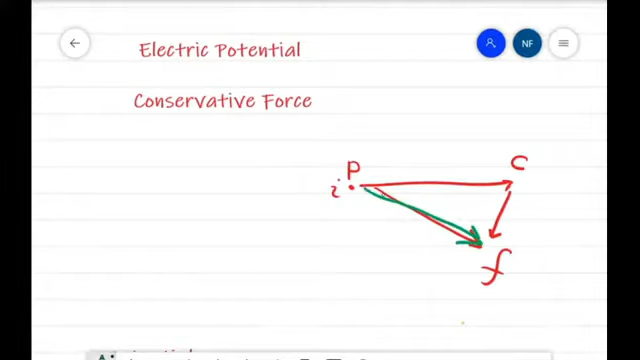 NF
Electric Potential
Conservative Force
P
C
i
f